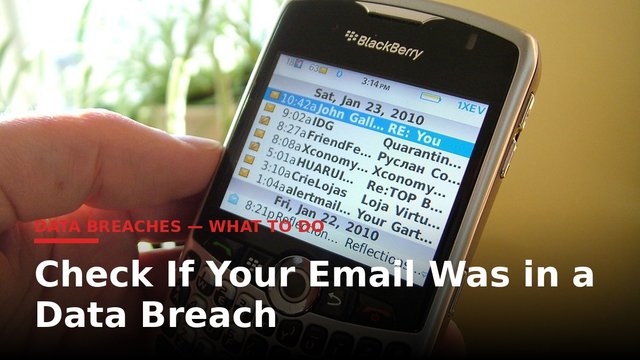 BlackBerry
3:14PM
1XEV
Sat, Jan 23, 2010
10:42a John Gall... RE: You
9:02a IDG Quarantin...
8:27a FriendFe... Руслан Со...
8:08a Xconomy... Xconomy...
5:01a HUARUI... Re:TOP B...
3:10a CrieLojas Loja Virtu...
1:04a alertmail... Your Gart...
Fri, Jan 22, 2010
8:21p Reflection... Reflections...
DATA BREACHES — WHAT TO DO
Check If Your Email Was in a
Data Breach